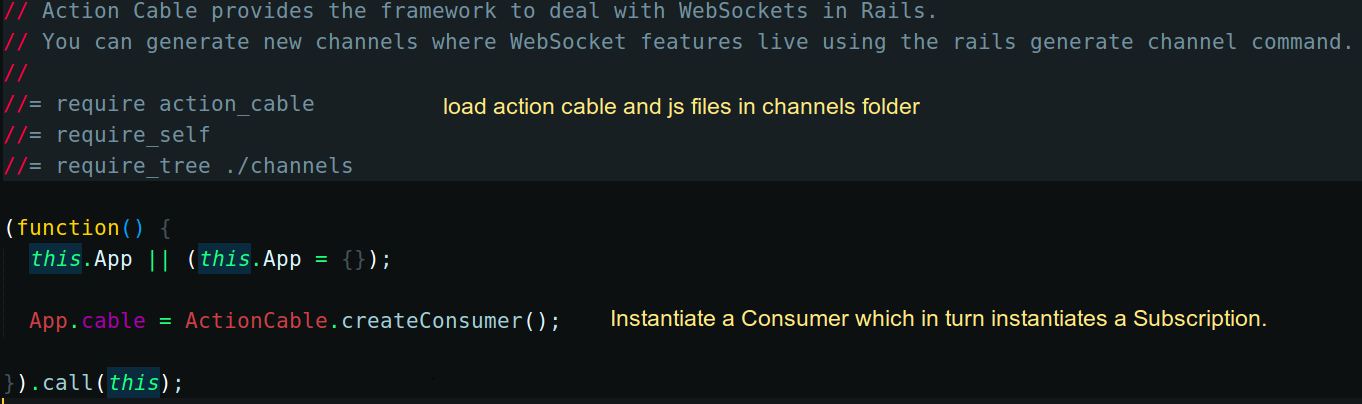 // Action Cable provides the framework to deal with WebSockets in Rails.
// You can generate new channels where WebSocket features live using the rails generate channel command.
//
//= require action_cable
load action cable and js files in channels folder
//= require_self
//= require_tree ./channels
(function() {
this.App || (this.App = {});
App.cable = ActionCable.createConsumer();
Instantiate a Consumer which in turn instantiates a Subscription.
}).call(this);